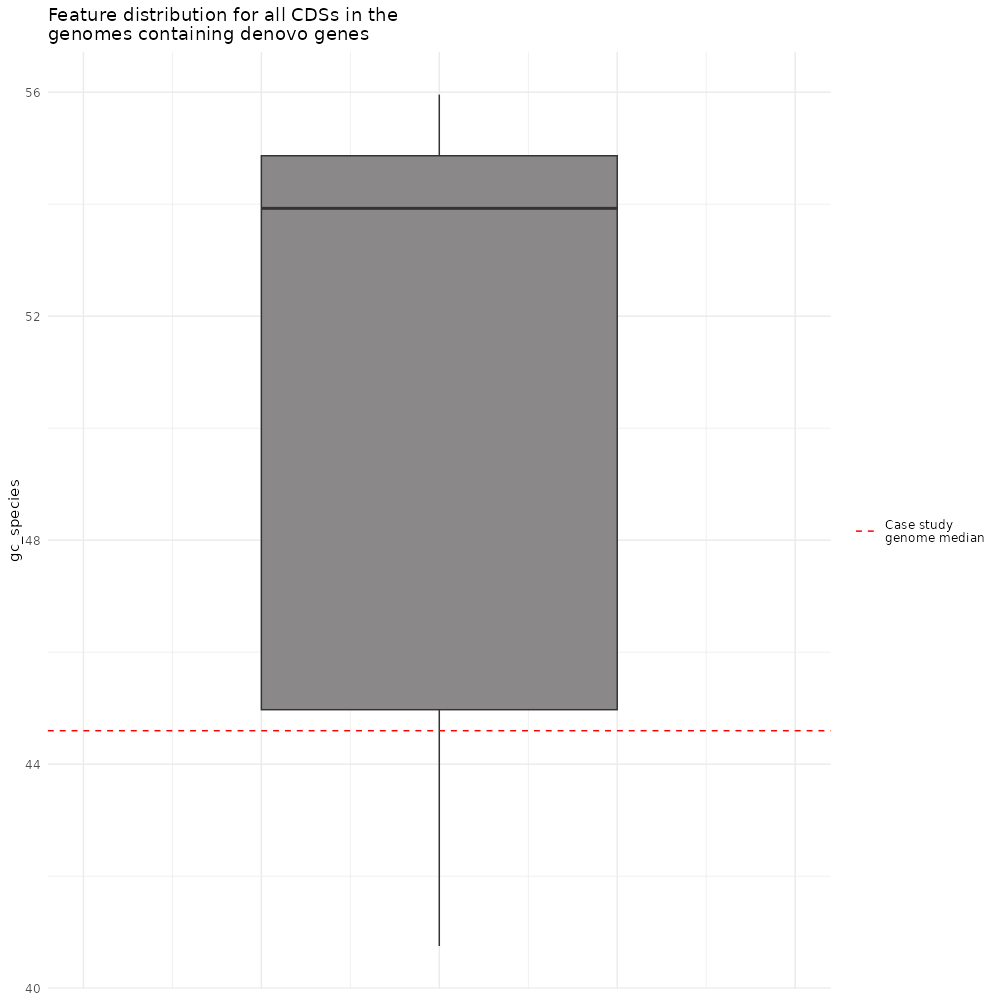 Feature distribution for all CDSs in the
genomes containing denovo genes
56
52
48
44
40
gc_species
Case study
genome median